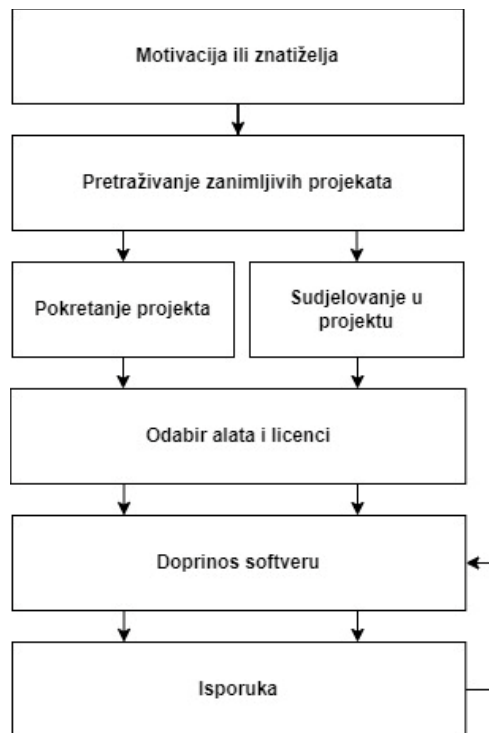 Motivacija ili znatiželja
Pretraživanje zanimljivih projekata
Pokretanje projekta
Sudjelovanje u
projektu
Odabir alata i licenci
Doprinos softveru
Isporuka